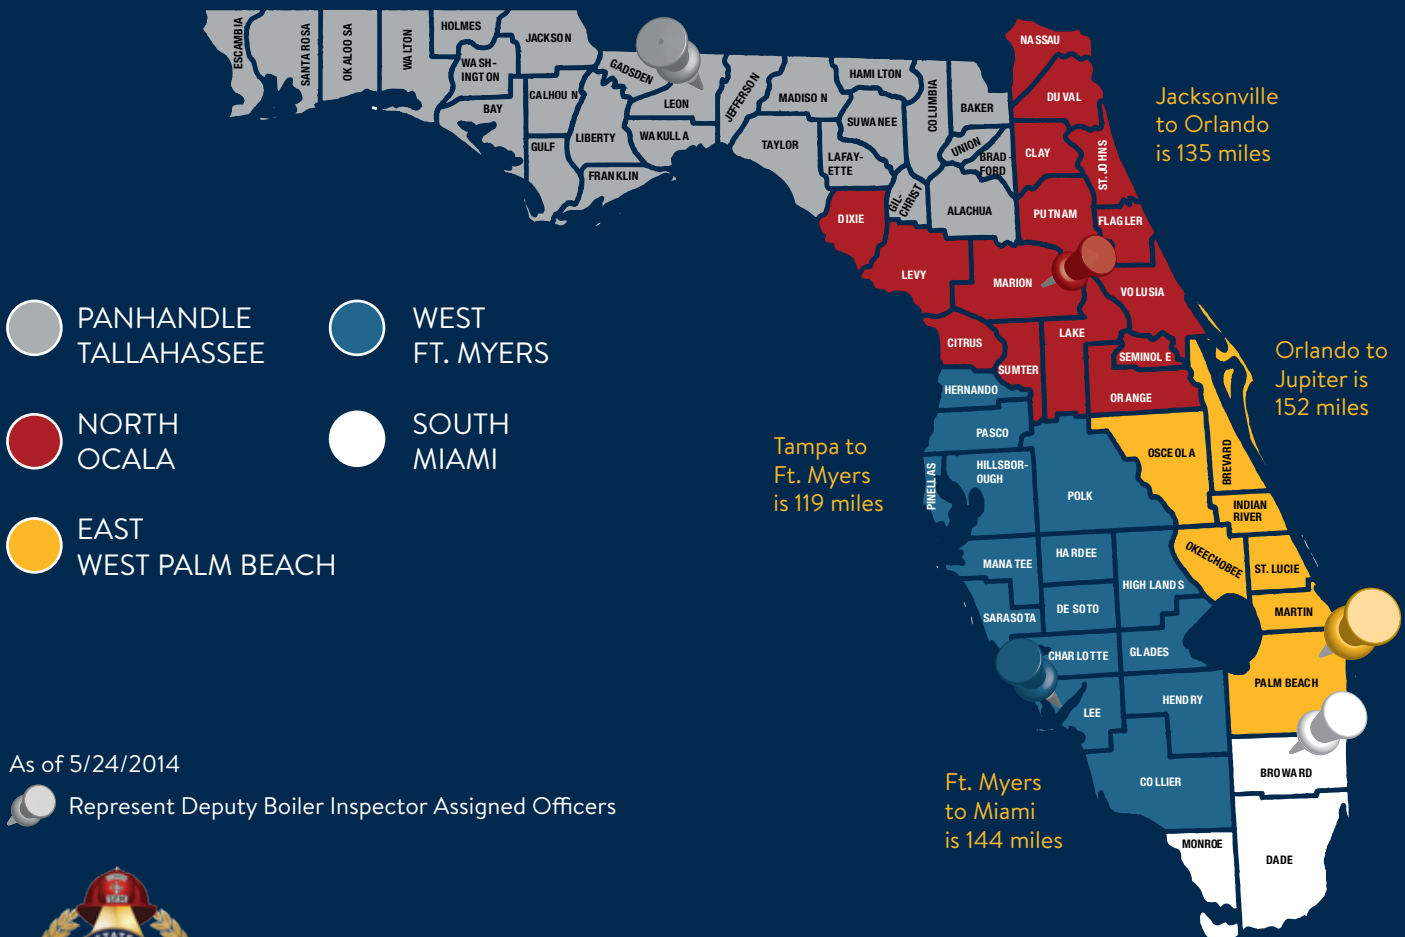 ESCAMBIA
SANTA ROSA
OKALOOSA
WALTON
HOLMES
WASH-
INGTON
JACKSON
BAY
CALHOUN
GULF
LIBERTY
GADSDEN
LEON
WAKULLA
FRANKLIN
JEFFERSON
MADISON
TAYLOR
HAMILTON
SUWANEE
LAFAY-
ETTE
COLUMBIA
BAKER
UNION
BRAD-
FORD
GIL-
CHRIST
ALACHUA
NASSAU
DUVAL
CLAY
ST. JOHNS
PUTNAM
FLAGLER
DIXIE
LEVY
MARION
VOLUSIA
CITRUS
SUMTER
LAKE
SEMINOLE
ORANGE
Jacksonville
to Orlando
is 135 miles
PANHANDLE
TALLAHASSEE
WEST
FT. MYERS
NORTH
OCALA
SOUTH
MIAMI
EAST
WEST PALM BEACH
Orlando to
Jupiter is
152 miles
Tampa to
Ft. Myers
is 119 miles
HERNANDO
PASCO
PINELLAS
HILLSBOR-
OUGH
POLK
OSCEOLA
BREVARD
INDIAN
RIVER
MANATEE
HARDEE
HIGHLANDS
OKEECHOBEE
ST. LUCIE
SARASOTA
DE SOTO
MARTIN
CHARLOTTE
GLADES
PALM BEACH
LEE
HENDRY
COLLIER
BROWARD
MONROE
DADE
Ft. Myers
to Miami
is 144 miles
As of 5/24/2014
Represent Deputy Boiler Inspector Assigned Officers
SFM
STATE